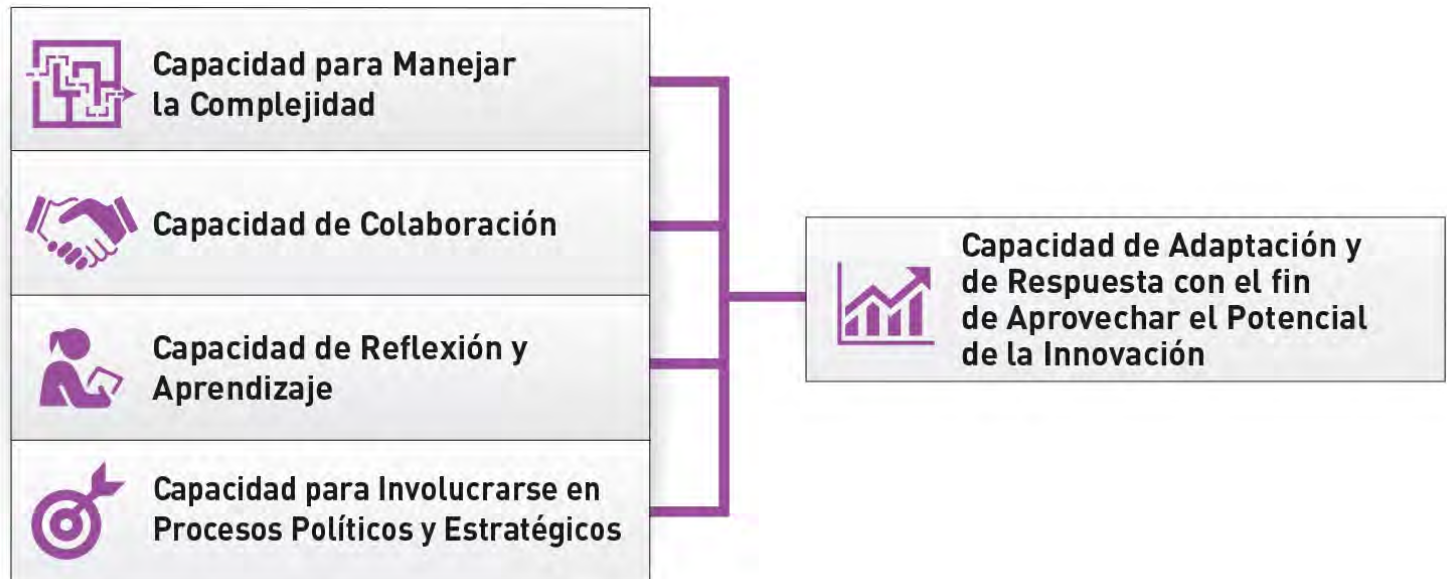 Capacidad para Manejar
la Complejidad
Capacidad de Colaboración
Capacidad de Reflexión y
Aprendizaje
Capacidad para Involucrarse en
Procesos Políticos y Estratégicos
Capacidad de Adaptación y
de Respuesta con el fin
de Aprovechar el Potencial
de la Innovación